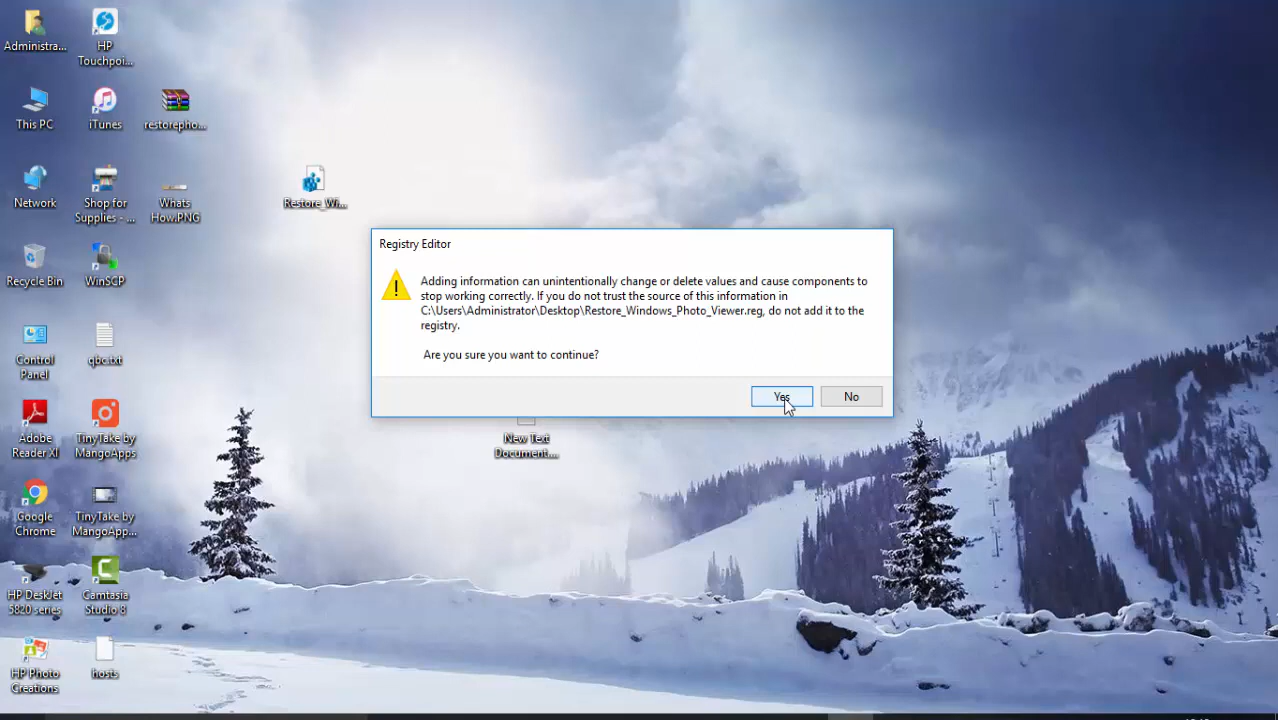 Administra...
HP
Touchpoi...
This PC
iTunes
restorepho...
Network
Shop for
Supplies - ...
Whats
How.PNG
Restore_Wi...
Recycle Bin
WinSCP
Registry Editor
Adding information can unintentionally change or delete values and cause components to
stop working correctly. If you do not trust the source of this information in
C:\Users\Administrator\Desktop\Restore_Windows_Photo_Viewer.reg, do not add it to the
registry.
Are you sure you want to continue?
Yes
No
Control
Panel
qbc.txt
Adobe
Reader XI
TinyTake by
MangoApps
New Text
Document....
Google
Chrome
TinyTake by
MangoApp...
HP DeskJet
5820 series
Camtasia
Studio 8
HP Photo
Creations
hosts